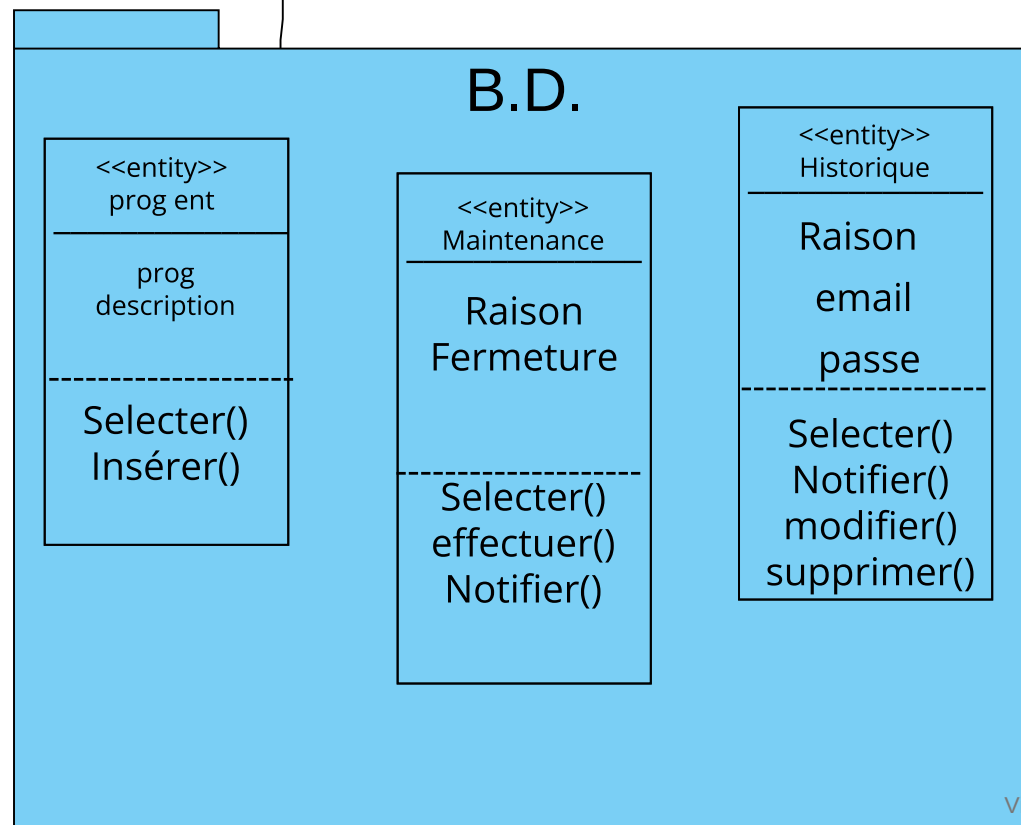 B.D.
<<entity>>
prog ent
prog
description
Selecter()
Insérer()
<<entity>>
Maintenance
Raison
Fermeture
Selecter()
effectuer()
Notifier()
<<entity>>
Historique
Raison
email
passe
Selecter()
Notifier()
modifier()
supprimer()